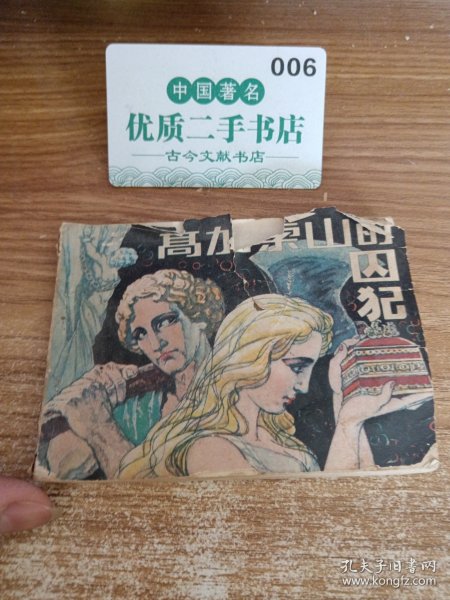 006
中国著名
优质二手书店
古今文献书店
高加索山的
囚犯
孔夫子旧书网
www.kongfz.com